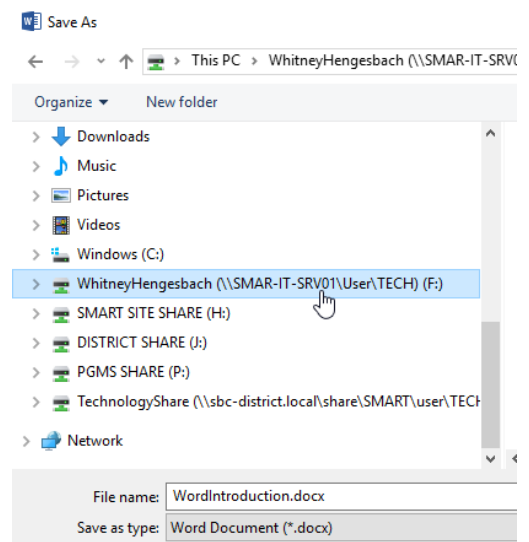 Save As
This PC > WhitneyHengesbach (\\SMAR-IT-SRV0
Organize New folder
Downloads
Music
Pictures
Videos
Windows (C:)
WhitneyHengesbach (\\SMAR-IT-SRV01\User\TECH) (F:)
SMART SITE SHARE (H:)
DISTRICT SHARE (J:)
PGMS SHARE (P:)
TechnologyShare (\\sbc-district.local\share\SMART\user\TECH
Network
File name: WordIntroduction.docx
Save as type: Word Document (*.docx)